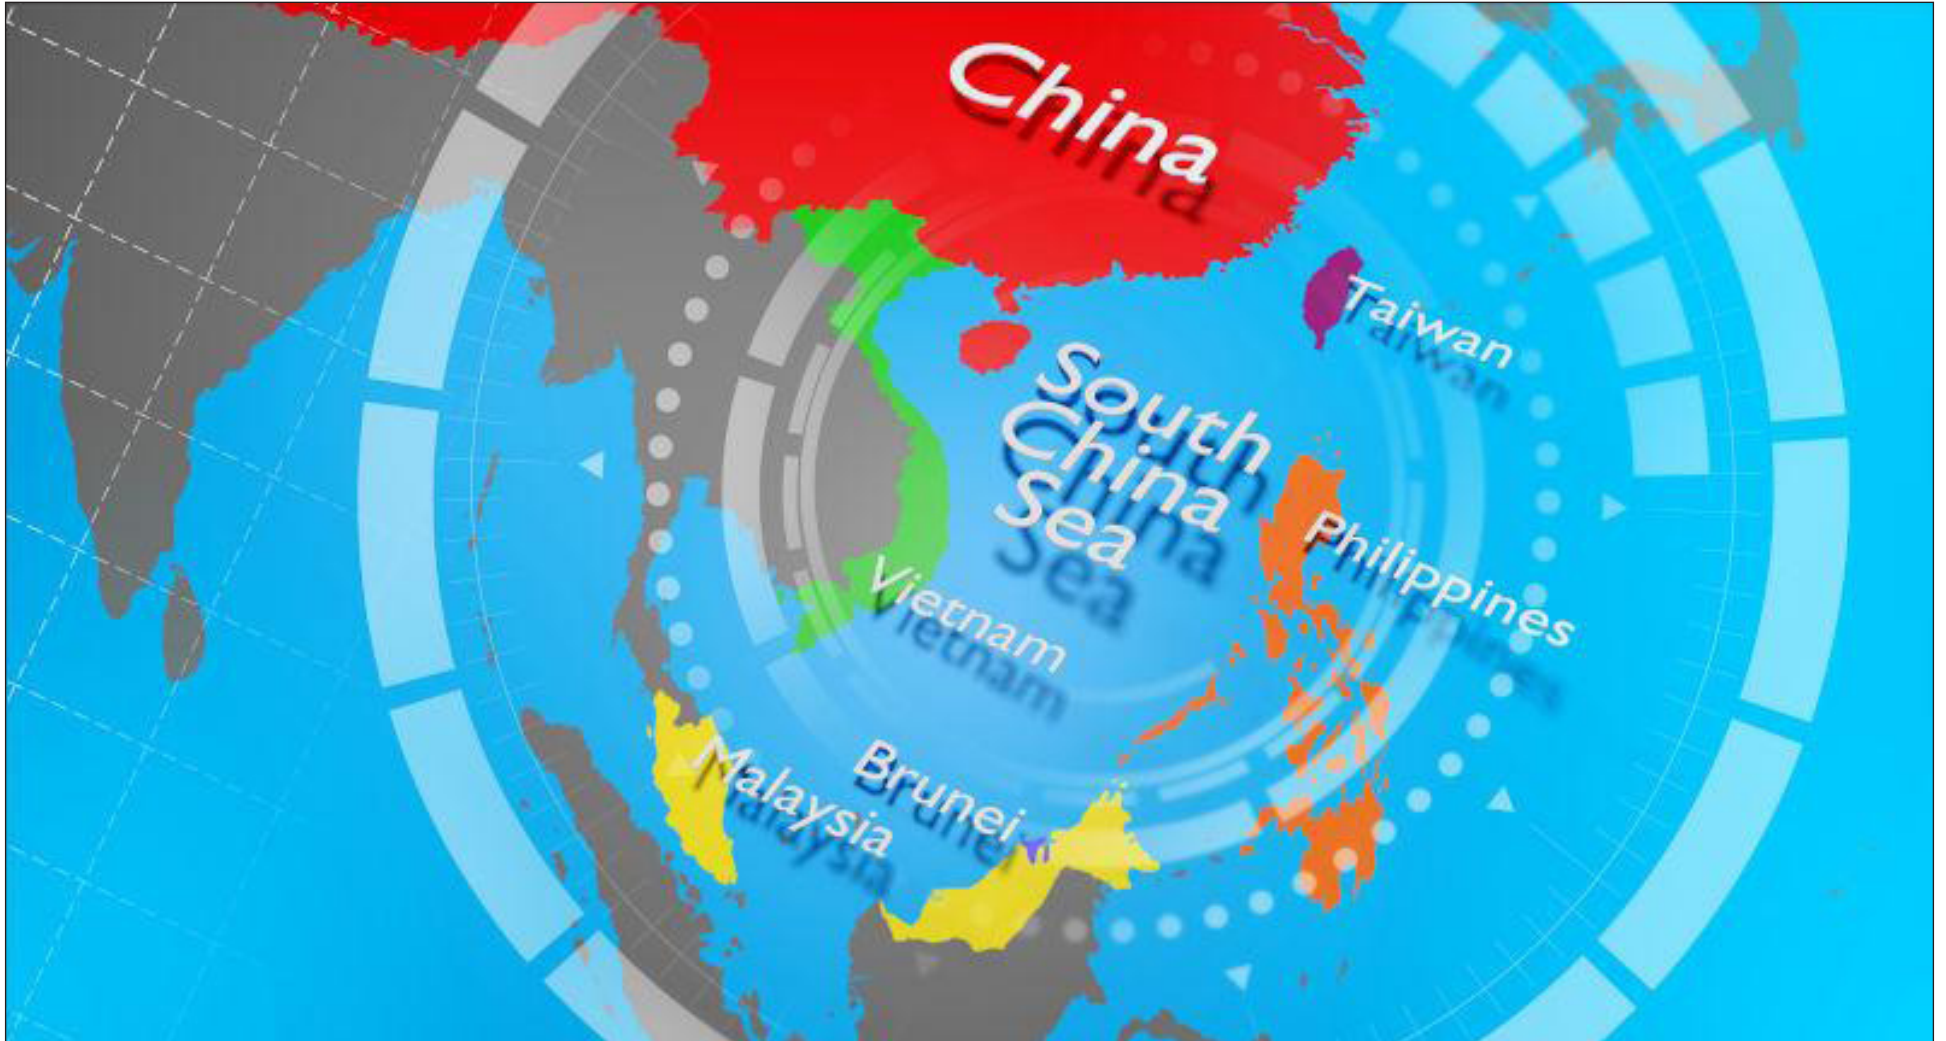 China
Taiwan
South
China
Sea
Philippines
Vietnam
Brunei
Malaysia